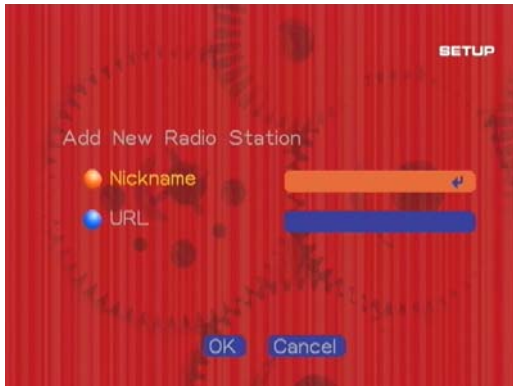 SETUP
Add New Radio Station
Nickname
URL
OK Cancel